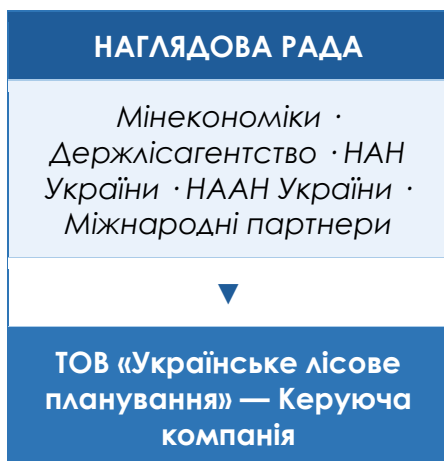 НАГЛЯДОВА РАДА
Мінекономіки ·
Держлісагентство · НАН
України · НААН України ·
Міжнародні партнери
▼
ТОВ «Українське лісове
планування» — Керуюча
компанія